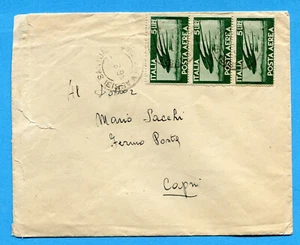 5 LIRE 5 LIRE 5 LIRE
ITALIA POSTA AEREA ITALIA POSTA AEREA ITALIA POSTA AEREA
Al
Mario Sacchi
Fermo Posta
Capri